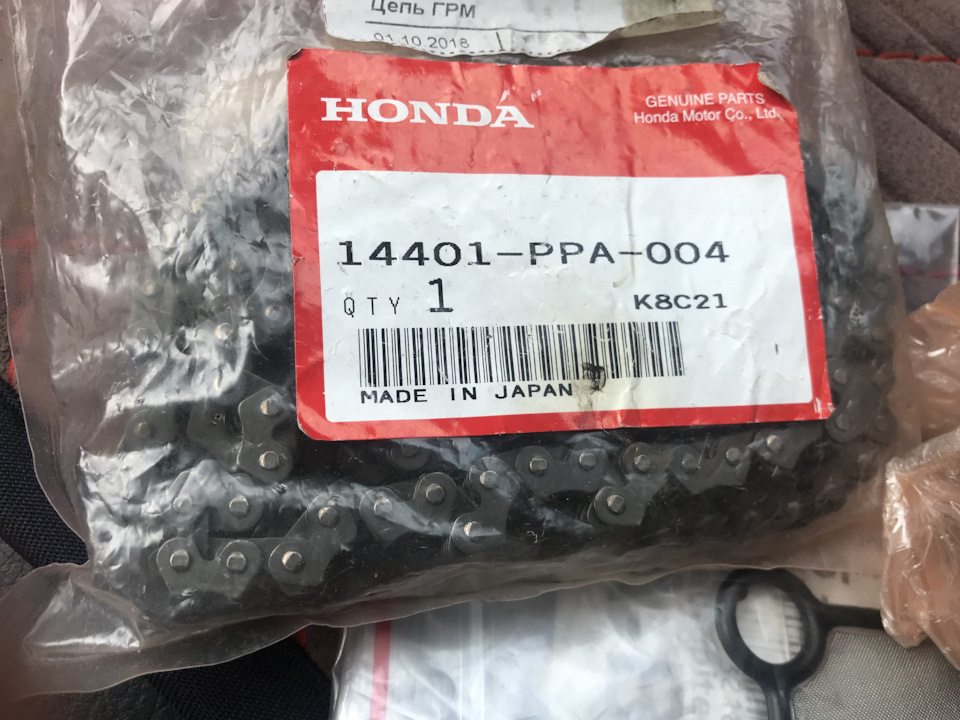 Цепь ГРМ
01.10.2018
HONDA
GENUINE PARTS
Honda Motor Co., Ltd.
14401-PPA-004
QTY 1
K8C21
MADE IN JAPAN